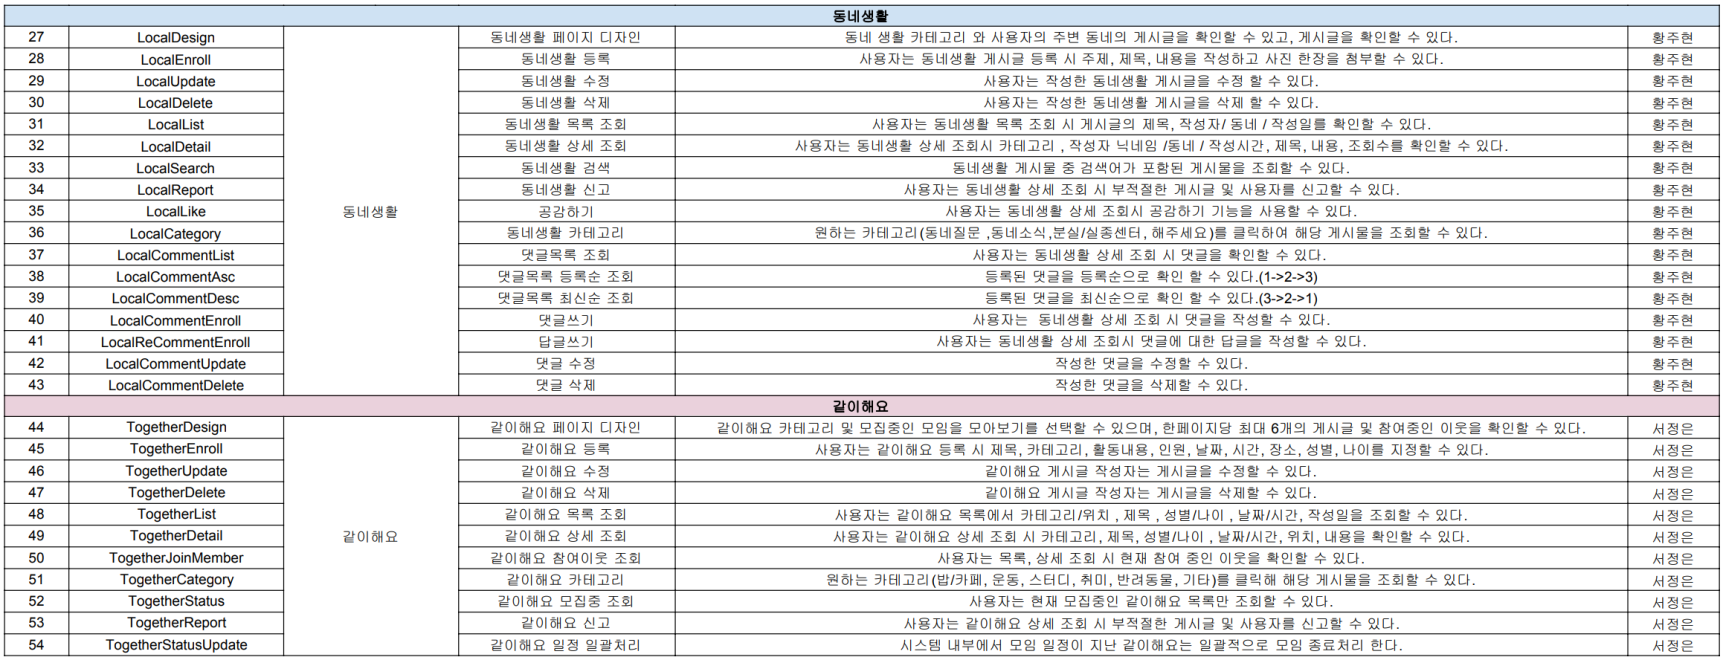 동네생활
27 LocalDesign 동네생활 페이지 디자인 동네 생활 카테고리 와 사용자의 주변 동네의 게시글을 확인할 수 있고, 게시글을 확인할 수 있다. 황주현
28 LocalEnroll 동네생활 등록 사용자는 동네생활 게시글 등록 시 주제, 제목, 내용을 작성하고 사진 한장을 첨부할 수 있다. 황주현
29 LocalUpdate 동네생활 수정 사용자는 작성한 동네생활 게시글을 수정 할 수 있다. 황주현
30 LocalDelete 동네생활 삭제 사용자는 작성한 동네생활 게시글을 삭제 할 수 있다. 황주현
31 LocalList 동네생활 목록 조회 사용자는 동네생활 목록 조회 시 게시글의 제목, 작성자/ 동네 / 작성일를 확인할 수 있다. 황주현
32 LocalDetail 동네생활 상세 조회 사용자는 동네생활 상세 조회시 카테고리 , 작성자 닉네임 /동네 / 작성시간, 제목, 내용, 조회수를 확인할 수 있다. 황주현
33 LocalSearch 동네생활 검색 동네생활 게시물 중 검색어가 포함된 게시물을 조회할 수 있다. 황주현
34 LocalReport 동네생활 신고 사용자는 동네생활 상세 조회 시 부적절한 게시글 및 사용자를 신고할 수 있다. 황주현
35 LocalLike 동네생활 공감하기 사용자는 동네생활 상세 조회시 공감하기 기능을 사용할 수 있다. 황주현
36 LocalCategory 동네생활 카테고리 원하는 카테고리(동네질문 ,동네소식,분실/실종센터, 해주세요)를 클릭하여 해당 게시물을 조회할 수 있다. 황주현
37 LocalCommentList 댓글목록 조회 사용자는 동네생활 상세 조회 시 댓글을 확인할 수 있다. 황주현
38 LocalCommentAsc 댓글목록 등록순 조회 등록된 댓글을 등록순으로 확인 할 수 있다.(1->2->3) 황주현
39 LocalCommentDesc 댓글목록 최신순 조회 등록된 댓글을 최신순으로 확인 할 수 있다.(3->2->1) 황주현
40 LocalCommentEnroll 댓글쓰기 사용자는 동네생활 상세 조회 시 댓글을 작성할 수 있다. 황주현
41 LocalReCommentEnroll 답글쓰기 사용자는 동네생활 상세 조회시 댓글에 대한 답글을 작성할 수 있다. 황주현
42 LocalCommentUpdate 댓글 수정 작성한 댓글을 수정할 수 있다. 황주현
43 LocalCommentDelete 댓글 삭제 작성한 댓글을 삭제할 수 있다. 황주현
같이해요
44 TogetherDesign 같이해요 페이지 디자인 같이해요 카테고리 및 모집중인 모임을 모아보기를 선택할 수 있으며, 한페이지당 최대 6개의 게시글 및 참여중인 이웃을 확인할 수 있다. 서정은
45 TogetherEnroll 같이해요 등록 사용자는 같이해요 등록 시 제목, 카테고리, 활동내용, 인원, 날짜, 시간, 장소, 성별, 나이를 지정할 수 있다. 서정은
46 TogetherUpdate 같이해요 수정 같이해요 게시글 작성자는 게시글을 수정할 수 있다. 서정은
47 TogetherDelete 같이해요 삭제 같이해요 게시글 작성자는 게시글을 삭제할 수 있다. 서정은
48 TogetherList 같이해요 목록 조회 사용자는 같이해요 목록에서 카테고리/위치 , 제목 , 성별/나이 , 날짜/시간, 작성일을 조회할 수 있다. 서정은
49 TogetherDetail 같이해요 같이해요 상세 조회 사용자는 같이해요 상세 조회 시 카테고리, 제목, 성별/나이 , 날짜/시간, 위치, 내용을 확인할 수 있다. 서정은
50 TogetherJoinMember 같이해요 참여이웃 조회 사용자는 목록, 상세 조회 시 현재 참여 중인 이웃을 확인할 수 있다. 서정은
51 TogetherCategory 같이해요 카테고리 원하는 카테고리(밥/카페, 운동, 스터디, 취미, 반려동물, 기타)를 클릭해 해당 게시물을 조회할 수 있다. 서정은
52 TogetherStatus 같이해요 모집중 조회 사용자는 현재 모집중인 같이해요 목록만 조회할 수 있다. 서정은
53 TogetherReport 같이해요 신고 사용자는 같이해요 상세 조회 시 부적절한 게시글 및 사용자를 신고할 수 있다. 서정은
54 TogetherStatusUpdate 같이해요 일정 일괄처리 시스템 내부에서 모임 일정이 지난 같이해요는 일괄적으로 모임 종료처리 한다. 서정은